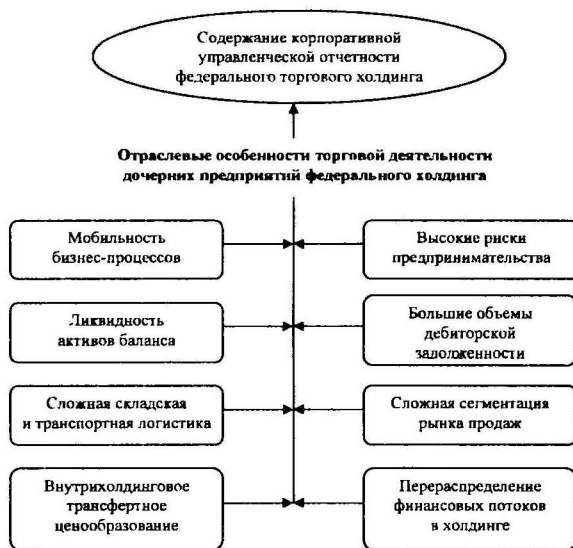 Содержание корпоративной
управленческой отчетности
федерального торгового холдинга
Отраслевые особенности торговой деятельности
дочерних предприятий федерального холдинга
Мобильность
бизнес-процессов
Высокие риски
предпринимательства
Ликвидность
активов баланса
Большие объемы
дебиторской
задолженности
Сложная складская
и транспортная логистика
Сложная сегментация
рынка продаж
Внутрихолдинговое
трансфертное
ценообразование
Перераспределение
финансовых потоков
в холдинге